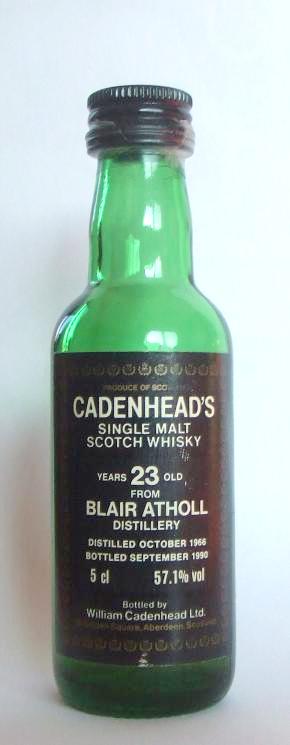 PRODUCE OF
CADENHEAD'S
SINGLE MALT
SCOTCH WHISKY
YEARS 23 OLD
FROM
BLAIR ATHOLL
DISTILLERY
DISTILLED OCTOBER 1966
BOTTLED SEPTEMBER 1990
5 cl 57.1% vol
Bottled by
William Cadenhead Ltd.
Square, Aberdeen, Scotland